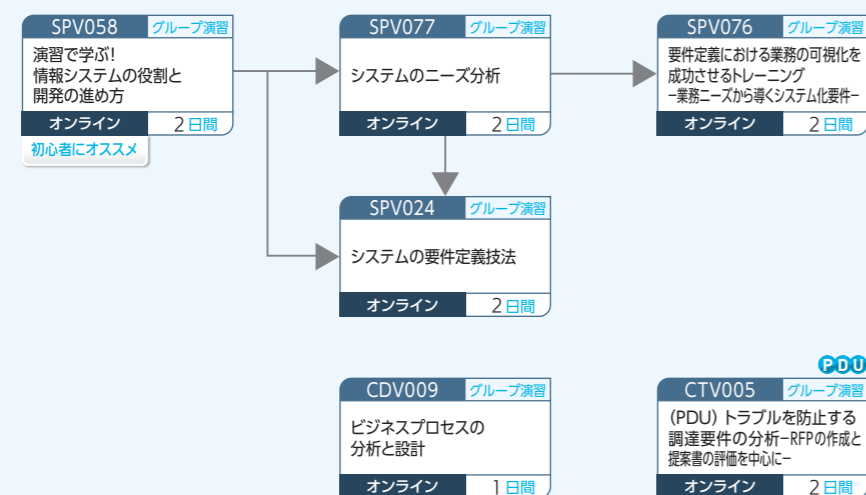 SPV058 グループ演習
演習で学ぶ!
情報システムの役割と
開発の進め方
オンライン 2日間
初心者にオススメ
SPV077 グループ演習
システムのニーズ分析
オンライン 2日間
SPV076 グループ演習
要件定義における業務の可視化を
成功させるトレーニング
−業務ニーズから導くシステム化要件−
オンライン 2日間
SPV024 グループ演習
システムの要件定義技法
オンライン 2日間
CDV009 グループ演習
ビジネスプロセスの
分析と設計
オンライン 1日間
PDU
CTV005 グループ演習
(PDU)トラブルを防止する
調達要件の分析−RFPの作成と
提案書の評価を中心に−
オンライン 2日間